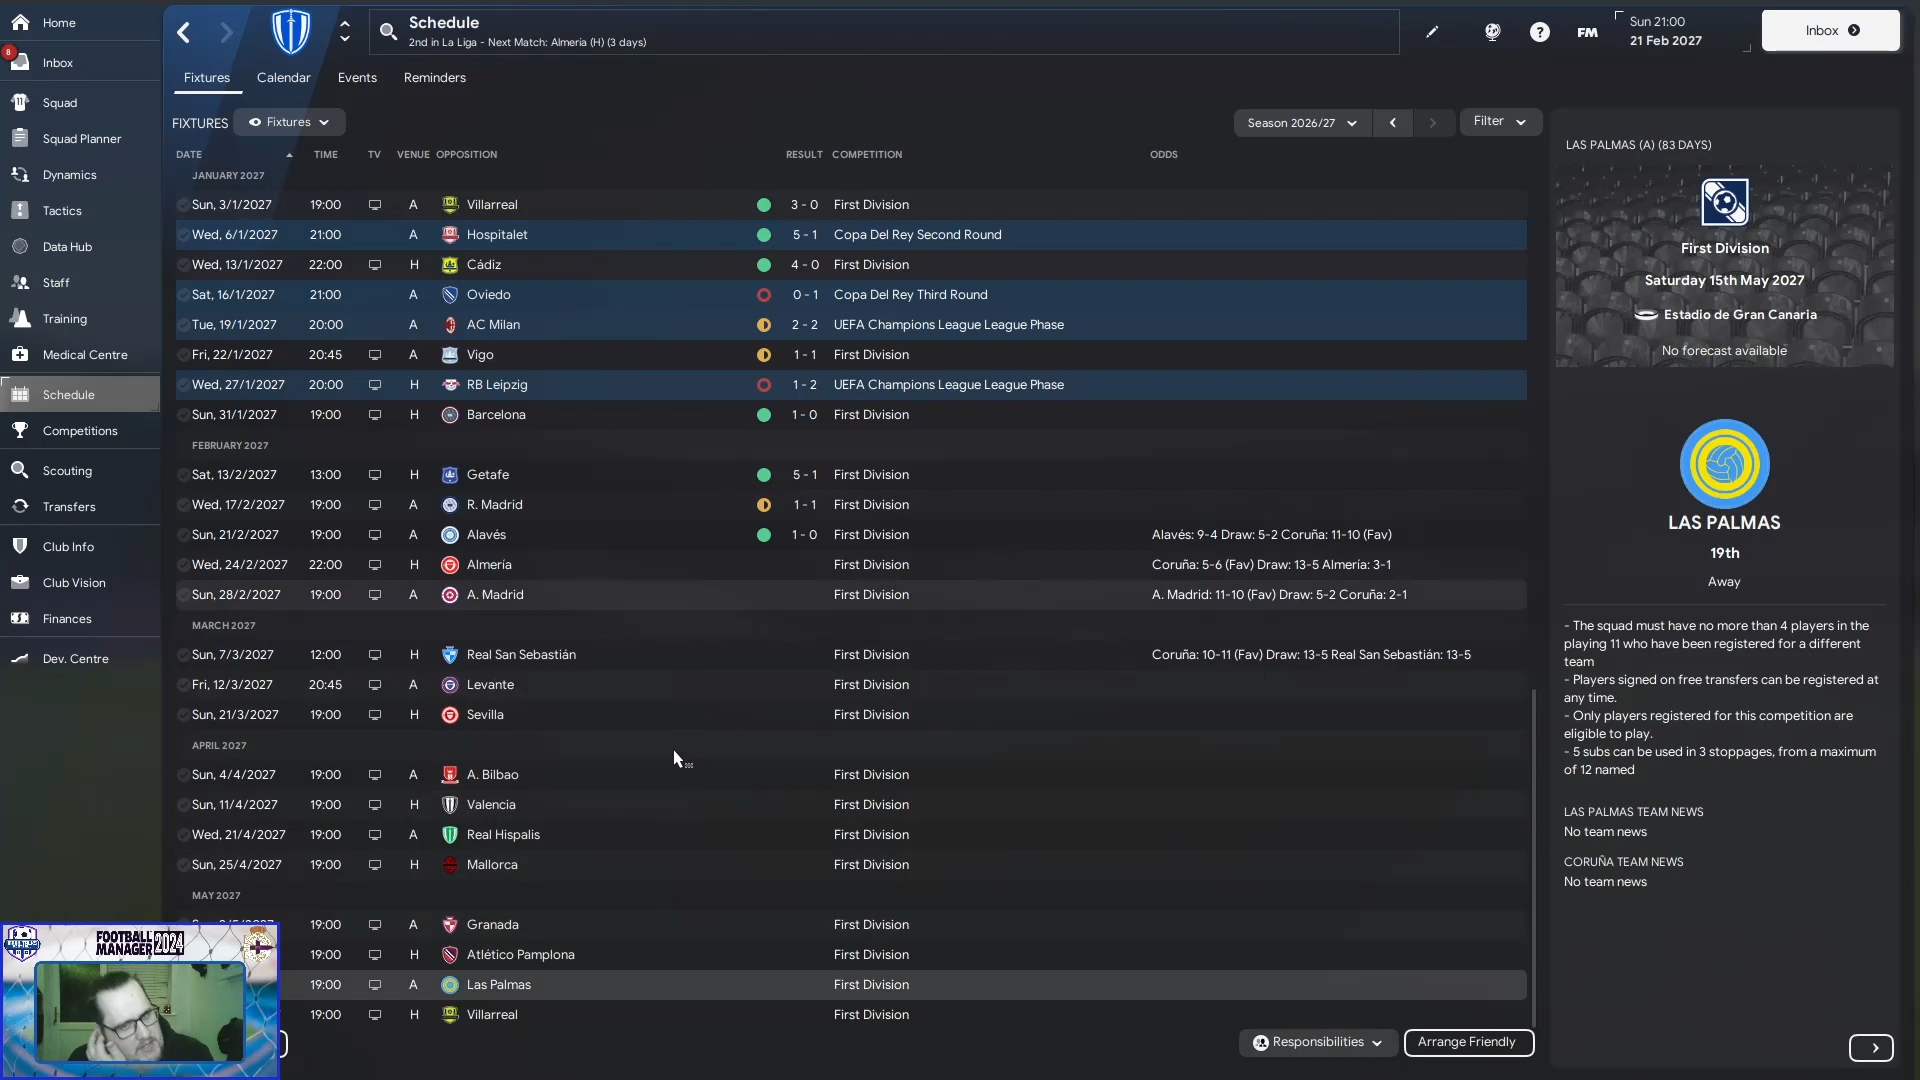 Home
8
Inbox
Squad
Squad Planner
Dynamics
Tactics
Data Hub
Staff
Training
Medical Centre
Schedule
Competitions
Scouting
Transfers
Club Info
Club Vision
Finances
Dev. Centre
Schedule
2nd in La Liga - Next Match: Almeria (H) (3 days)
FM
Sun 21:00
21 Feb 2027
Inbox
Fixtures Calendar Events Reminders
FIXTURES Fixtures
Season 2026/27
Filter
DATE TIME TV VENUE OPPOSITION RESULT COMPETITION ODDS
JANUARY 2027
Sun, 3/1/2027 19:00 A Villarreal 3 - 0 First Division
Wed, 6/1/2027 21:00 A Hospitalet 5 - 1 Copa Del Rey Second Round
Wed, 13/1/2027 22:00 H Cádiz 4 - 0 First Division
Sat, 16/1/2027 21:00 A Oviedo 0 - 1 Copa Del Rey Third Round
Tue, 19/1/2027 20:00 A AC Milan 2 - 2 UEFA Champions League League Phase
Fri, 22/1/2027 20:45 A Vigo 1 - 1 First Division
Wed, 27/1/2027 20:00 H RB Leipzig 1 - 2 UEFA Champions League League Phase
Sun, 31/1/2027 19:00 H Barcelona 1 - 0 First Division
FEBRUARY 2027
Sat, 13/2/2027 13:00 H Getafe 5 - 1 First Division
Wed, 17/2/2027 19:00 A R. Madrid 1 - 1 First Division
Sun, 21/2/2027 19:00 A Alavés 1 - 0 First Division Alavés: 9-4 Draw: 5-2 Coruña: 11-10 (Fav)
Wed, 24/2/2027 22:00 H Almería First Division Coruña: 5-6 (Fav) Draw: 13-5 Almería: 3-1
Sun, 28/2/2027 19:00 A A. Madrid First Division A. Madrid: 11-10 (Fav) Draw: 5-2 Coruña: 2-1
MARCH 2027
Sun, 7/3/2027 12:00 H Real San Sebastián First Division Coruña: 10-11 (Fav) Draw: 13-5 Real San Sebastián: 13-5
Fri, 12/3/2027 20:45 A Levante First Division
Sun, 21/3/2027 19:00 H Sevilla First Division
APRIL 2027
Sun, 4/4/2027 19:00 A A. Bilbao First Division
Sun, 11/4/2027 19:00 H Valencia First Division
Wed, 21/4/2027 19:00 A Real Hispalis First Division
Sun, 25/4/2027 19:00 H Mallorca First Division
MAY 2027
19:00 A Granada First Division
19:00 H Atlético Pamplona First Division
19:00 A Las Palmas First Division
19:00 H Villarreal First Division
Responsibilities
Arrange Friendly
LAS PALMAS (A) (83 DAYS)
First Division
Saturday 15th May 2027
Estadio de Gran Canaria
No forecast available
LAS PALMAS
19th
Away
- The squad must have no more than 4 players in the
playing 11 who have been registered for a different
team
- Players signed on free transfers can be registered at
any time.
- Only players registered for this competition are
eligible to play.
- 5 subs can be used in 3 stoppages, from a maximum
of 12 named
LAS PALMAS TEAM NEWS
No team news
CORUÑA TEAM NEWS
No team news
FOOTBALL
MANAGER 2024